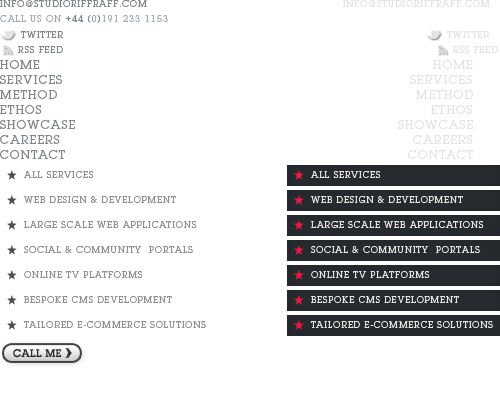 INFO@STUDIORIFFRAFF.COM INFO@STUDIORIFFRAFF.COM
CALL US ON +44 (0)191 233 1153
TWITTER TWITTER
RSS FEED RSS FEED
HOME HOME
SERVICES SERVICES
METHOD METHOD
ETHOS ETHOS
SHOWCASE SHOWCASE
CAREERS CAREERS
CONTACT CONTACT
ALL SERVICES ALL SERVICES
WEB DESIGN & DEVELOPMENT WEB DESIGN & DEVELOPMENT
LARGE SCALE WEB APPLICATIONS LARGE SCALE WEB APPLICATIONS
SOCIAL & COMMUNITY PORTALS SOCIAL & COMMUNITY PORTALS
ONLINE TV PLATFORMS ONLINE TV PLATFORMS
BESPOKE CMS DEVELOPMENT BESPOKE CMS DEVELOPMENT
TAILORED E-COMMERCE SOLUTIONS TAILORED E-COMMERCE SOLUTIONS
CALL ME ❯